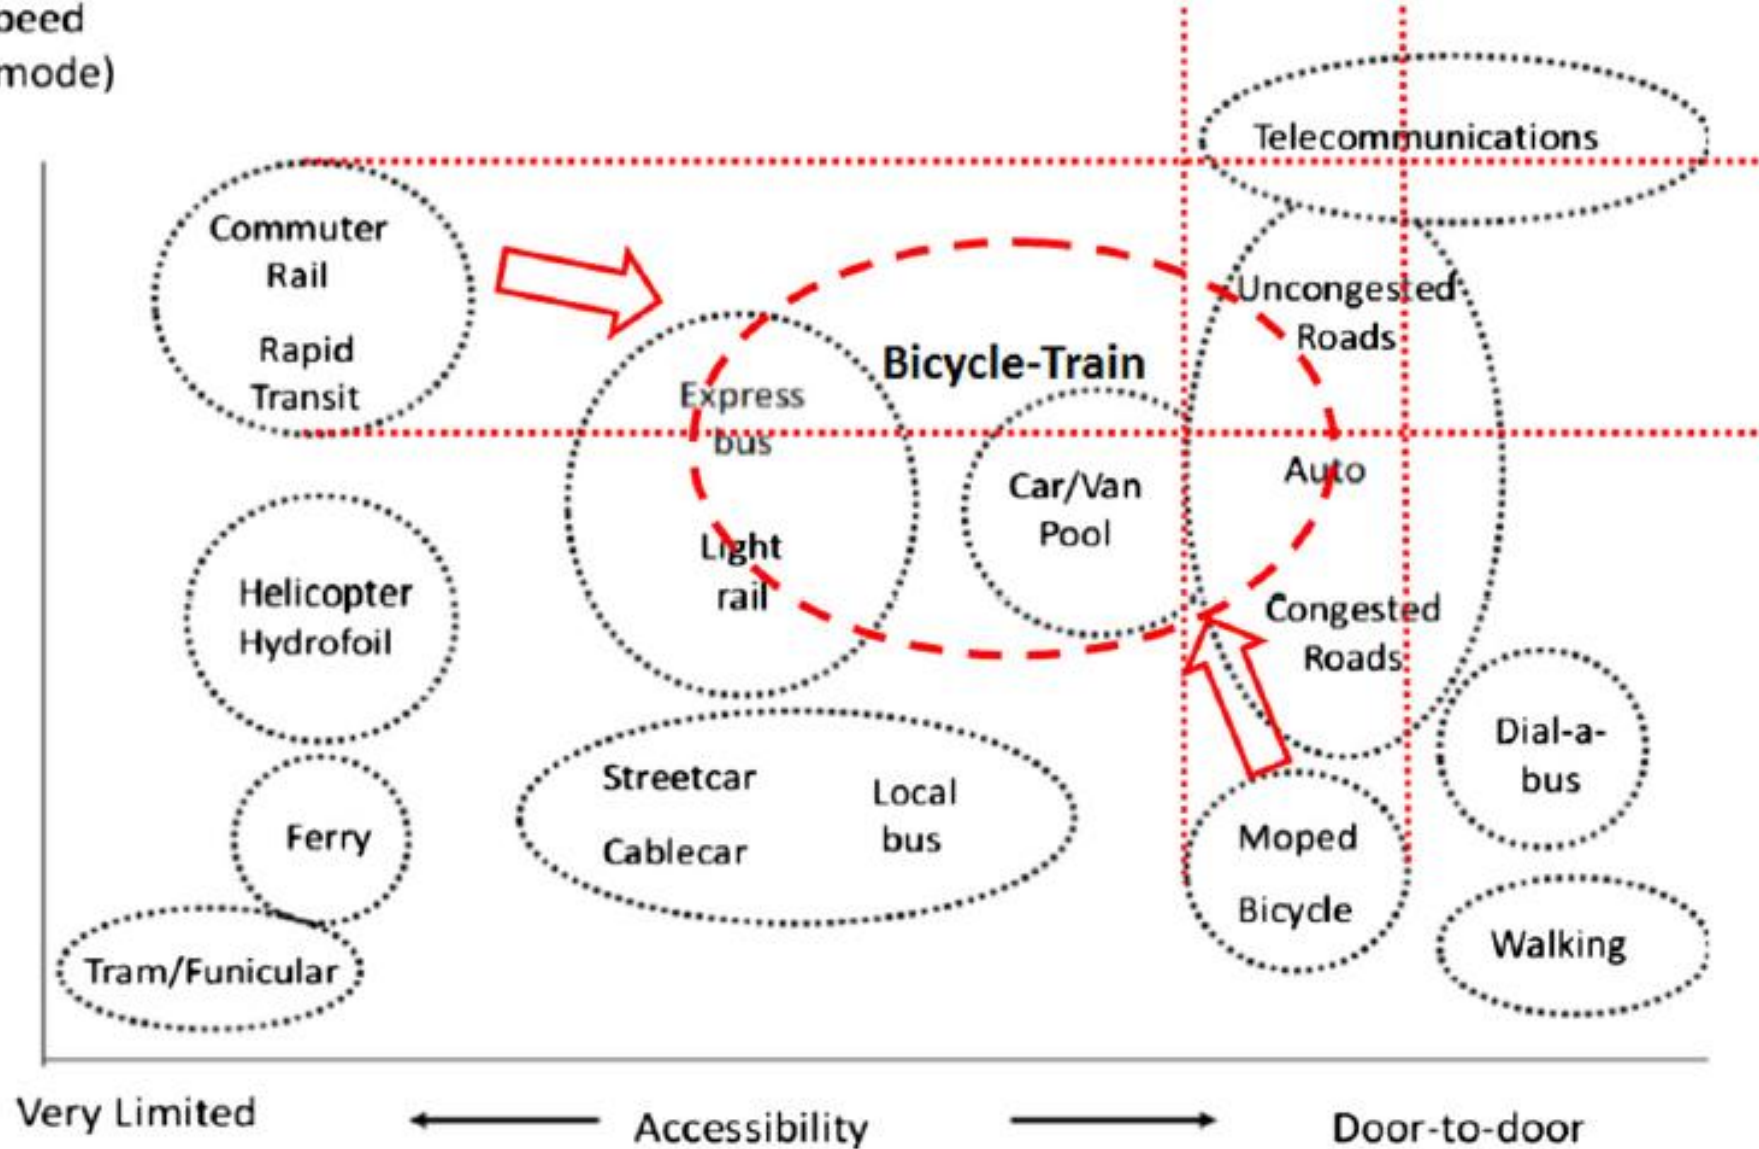 peed
mode)
Telecommunications
Commuter
Rail
Rapid
Transit
Uncongested
Roads
Bicycle-Train
Express
bus
Auto
Car/Van
Pool
Light
rail
Helicopter
Hydrofoil
Congested
Roads
Dial-a-
bus
Streetcar
Local
bus
Cablecar
Ferry
Moped
Bicycle
Walking
Tram/Funicular
Very Limited
Accessibility
Door-to-door